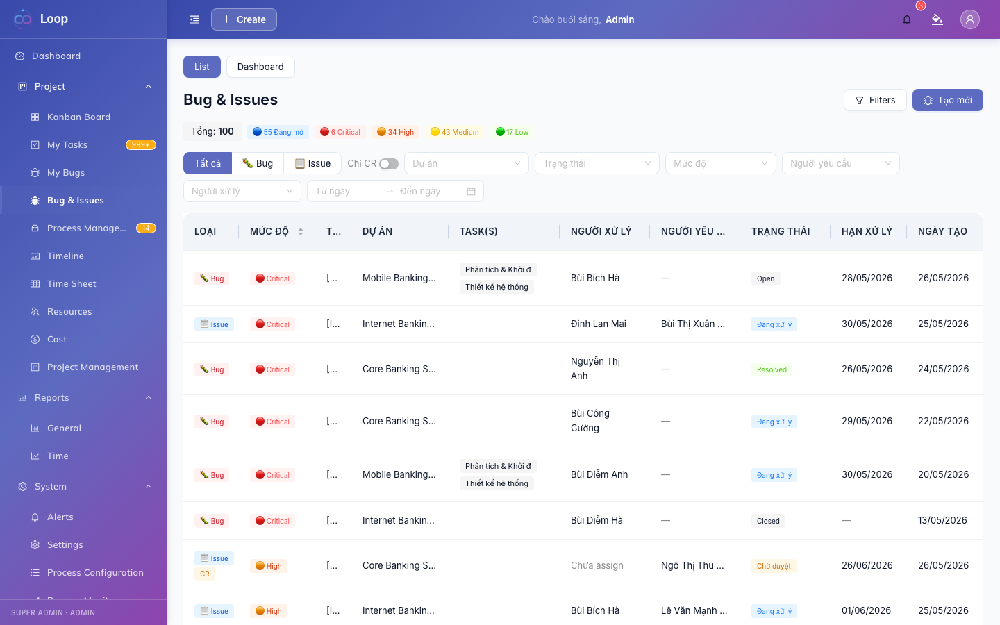 Loop
Create
Chào buổi sáng, Admin
3
Dashboard
Project
Kanban Board
My Tasks 999+
My Bugs
Bug & Issues
Process Manage... 14
Timeline
Time Sheet
Resources
Cost
Project Management
Reports
General
Time
System
Alerts
Settings
Process Configuration
Process Monitor
SUPER ADMIN · ADMIN
List Dashboard
Bug & Issues
Filters Tạo mới
Tổng: 100 55 Đang mở 6 Critical 34 High 43 Medium 17 Low
Tất cả Bug Issue Chỉ CR Dự án Trạng thái Mức độ Người yêu cầu
Người xử lý Từ ngày Đến ngày
LOẠI MỨC ĐỘ T... DỰ ÁN TASK(S) NGƯỜI XỬ LÝ NGƯỜI YÊU ... TRẠNG THÁI HẠN XỬ LÝ NGÀY TẠO
Bug Critical [... Mobile Banking... Phân tích & Khởi đ Bùi Bích Hà — Open 28/05/2026 26/05/2026
Thiết kế hệ thống
Issue Critical [I... Internet Bankin... Đinh Lan Mai Bùi Thị Xuân ... Đang xử lý 30/05/2026 25/05/2026
Bug Critical [... Core Banking S... Nguyễn Thị — Resolved 26/05/2026 24/05/2026
Anh
Bug Critical [... Core Banking S... Bùi Công — Đang xử lý 29/05/2026 22/05/2026
Cường
Bug Critical [... Mobile Banking... Phân tích & Khởi đ Bùi Diễm Anh — Đang xử lý 30/05/2026 20/05/2026
Thiết kế hệ thống
Bug Critical [... Internet Bankin... Bùi Diễm Hà — Closed — 13/05/2026
Issue High [... Core Banking S... Chưa assign Ngô Thị Thu ... Chờ duyệt 26/06/2026 26/05/2026
CR
Issue High [I... Internet Bankin... Bùi Bích Hà Lê Văn Mạnh ... Đang xử lý 01/06/2026 25/05/2026